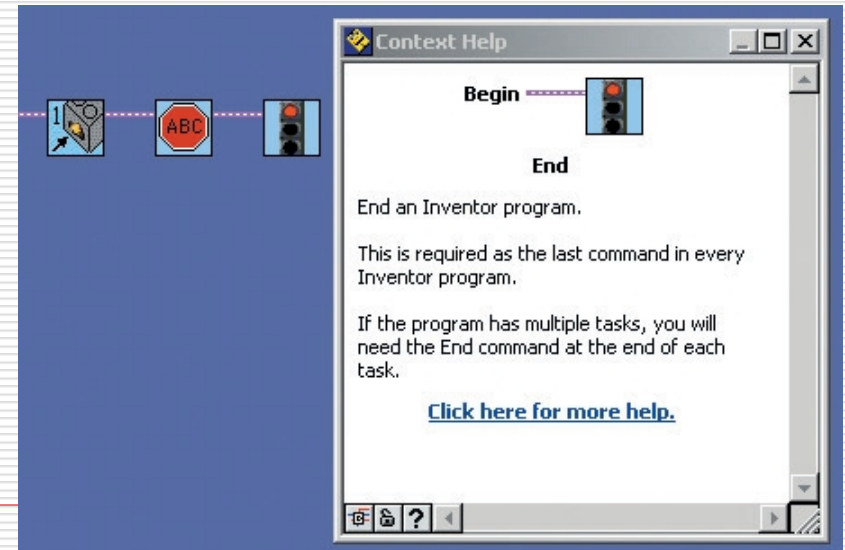 Context Help
1
ABC
Begin
End
End an Inventor program.
This is required as the last command in every
Inventor program.
If the program has multiple tasks, you will
need the End command at the end of each
task.
Click here for more help.
?